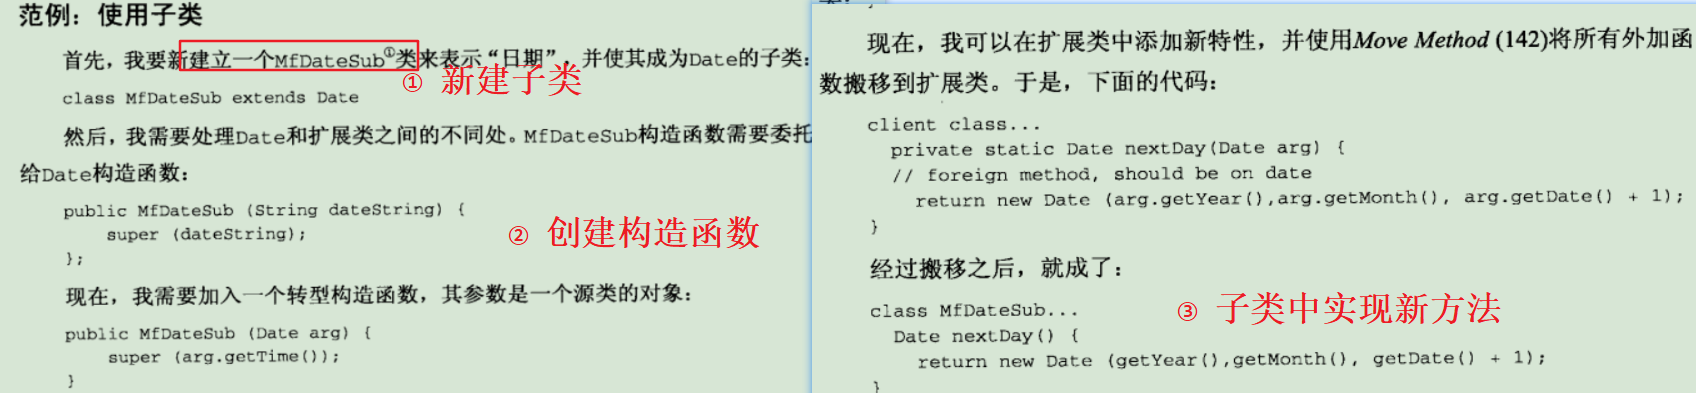 范例：使用子类
首先，我要新建立一个MfDateSub①类来表示“日期”，并使其成为Date的子类：
① 新建子类
class MfDateSub extends Date
然后，我需要处理Date和扩展类之间的不同处。MfDateSub构造函数需要委托
给Date构造函数：
public MfDateSub (String dateString) {
super (dateString);
};
② 创建构造函数
现在，我需要加入一个转型构造函数，其参数是一个源类的对象：
public MfDateSub (Date arg) {
super (arg.getTime());
}
现在，我可以在扩展类中添加新特性，并使用Move Method (142)将所有外加函
数搬移到扩展类。于是，下面的代码：
client class...
private static Date nextDay(Date arg) {
// foreign method, should be on date
return new Date (arg.getYear(),arg.getMonth(), arg.getDate() + 1);
}
经过搬移之后，就成了：
class MfDateSub...
③ 子类中实现新方法
Date nextDay() {
return new Date (getYear(),getMonth(), getDate() + 1);
}